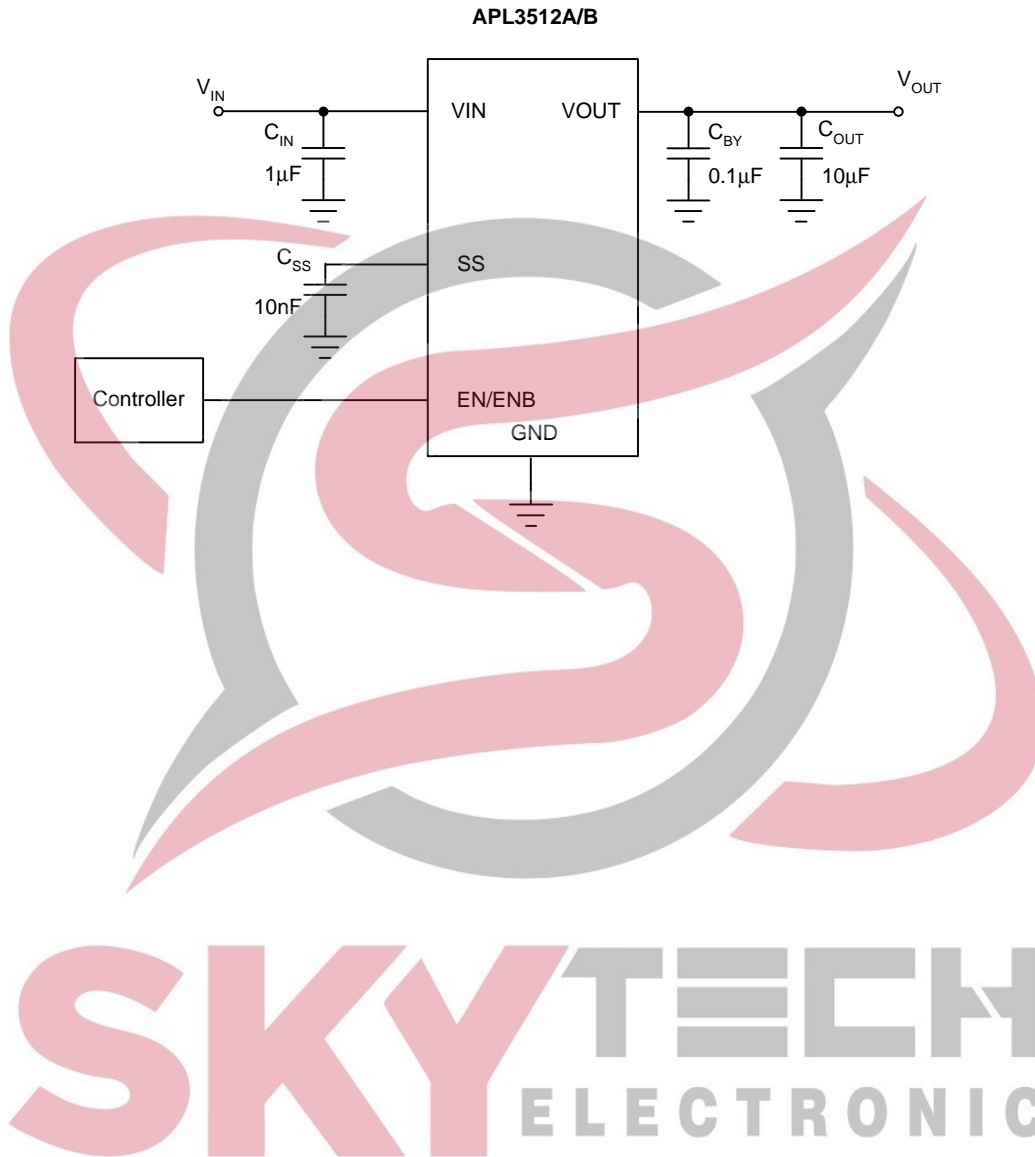 APL3512A/B
V_IN
V_OUT
VIN
VOUT
C_IN
1μF
C_BY
0.1μF
C_OUT
10μF
C_SS
10nF
SS
Controller
EN/ENB
GND
SKYTECH
ELECTRONIC